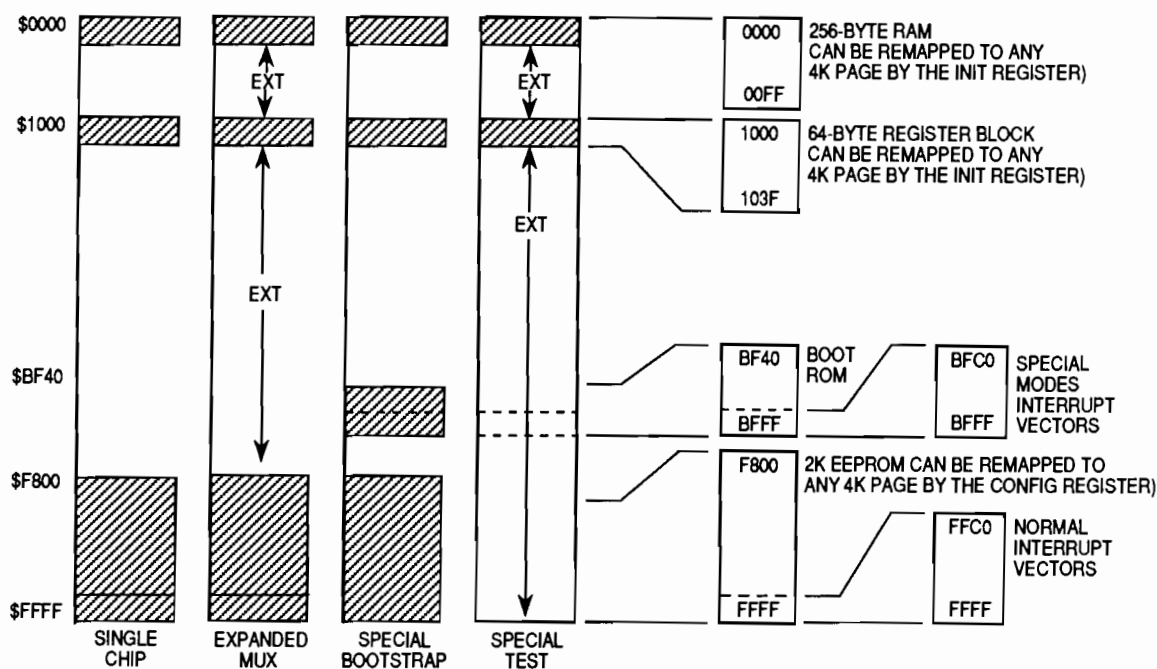 $0000
$1000
$BF40
$F800
$FFFF
EXT
EXT
EXT
EXT
SINGLE
CHIP
EXPANDED
MUX
SPECIAL
BOOTSTRAP
SPECIAL
TEST
0000
00FF
256-BYTE RAM
CAN BE REMAPPED TO ANY
4K PAGE BY THE INIT REGISTER)
1000
103F
64-BYTE REGISTER BLOCK
CAN BE REMAPPED TO ANY
4K PAGE BY THE INIT REGISTER)
BF40
BFFF
BOOT
ROM
BFC0
BFFF
SPECIAL
MODES
INTERRUPT
VECTORS
F800
FFFF
2K EEPROM CAN BE REMAPPED TO
ANY 4K PAGE BY THE CONFIG REGISTER)
FFC0
FFFF
NORMAL
INTERRUPT
VECTORS